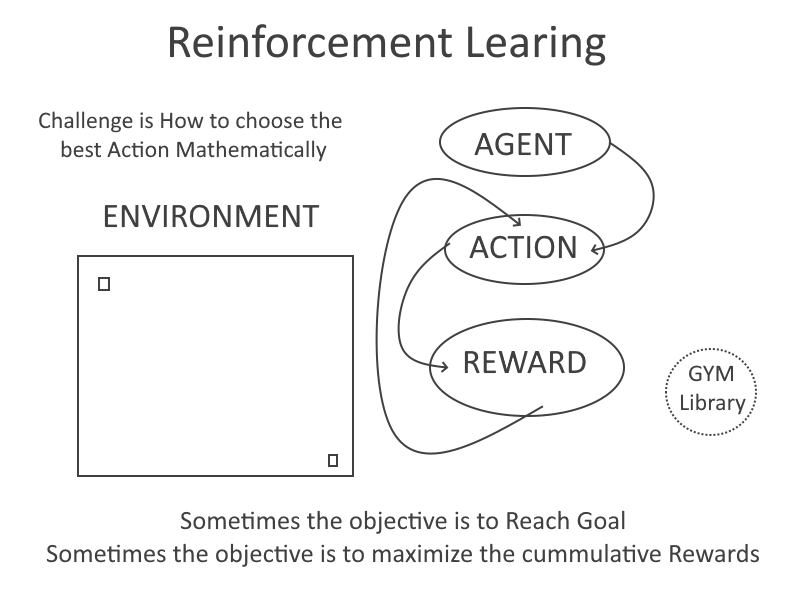 Reinforcement Learing
Challenge is How to choose the
best Action Mathematically
ENVIRONMENT
AGENT
ACTION
REWARD
GYM
Library
Sometimes the objective is to Reach Goal
Sometimes the objective is to maximize the cummulative Rewards